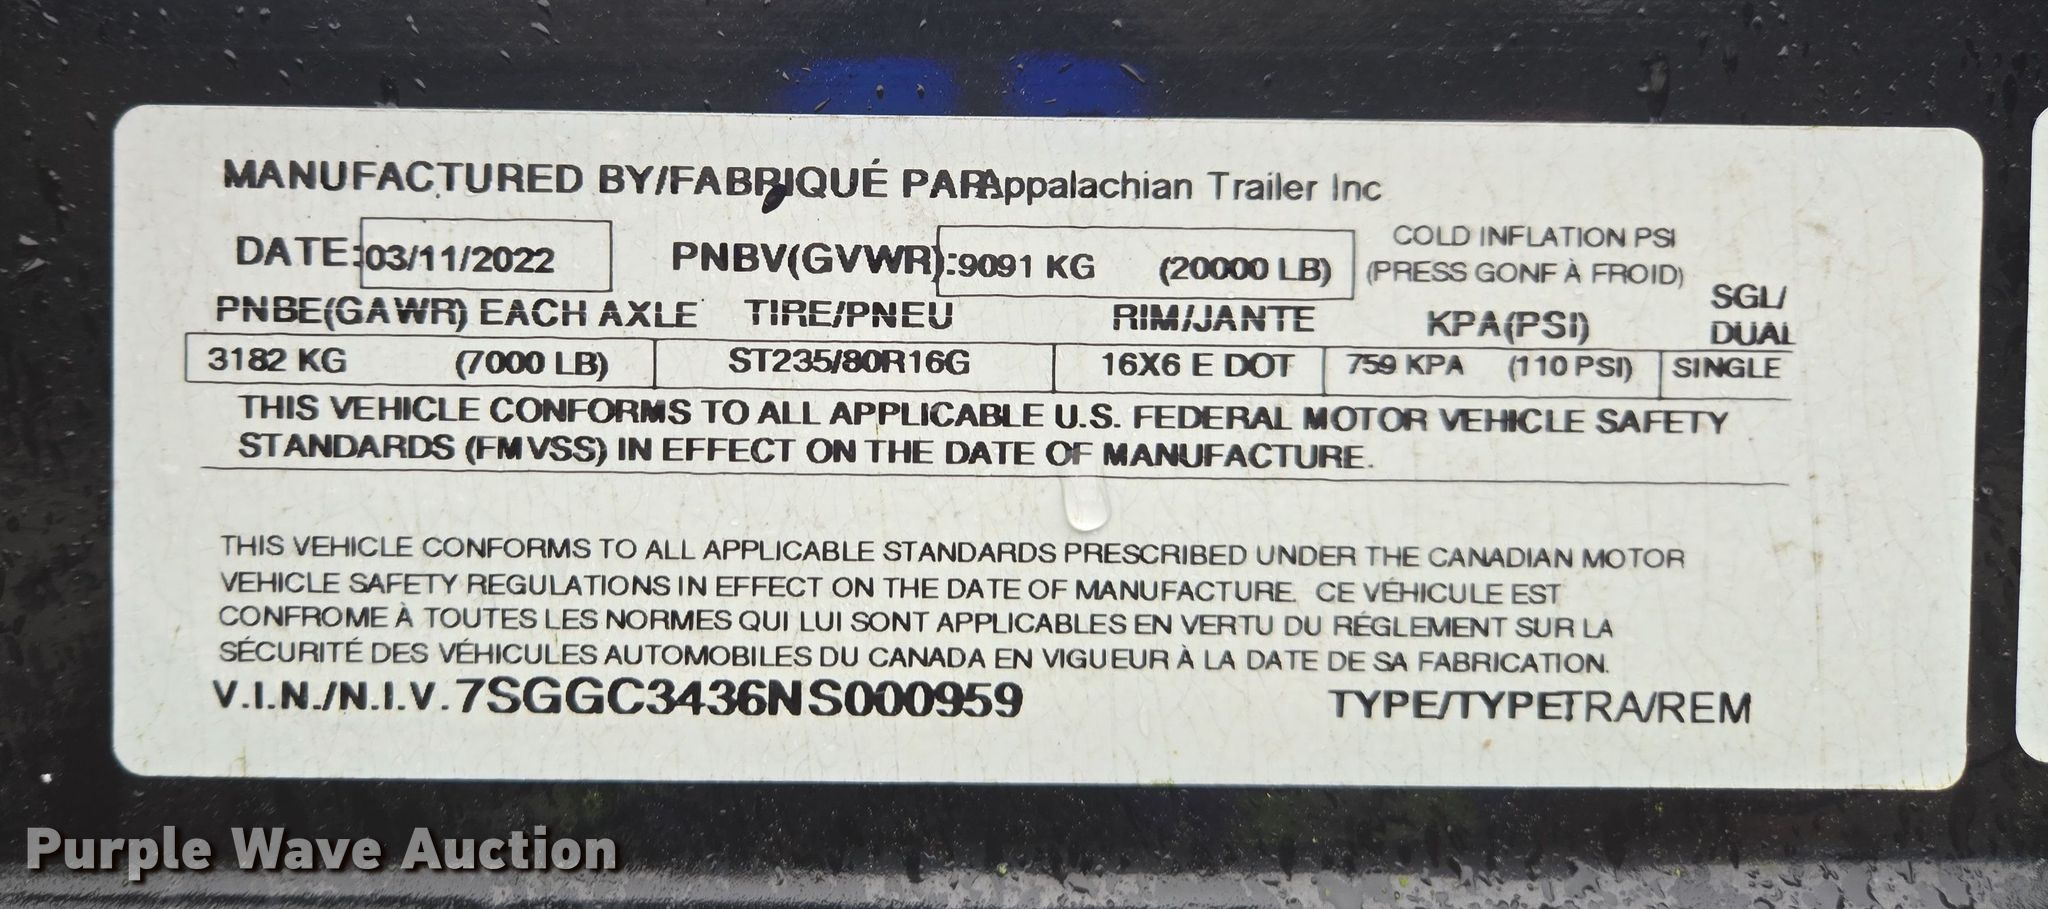 MANUFACTURED BY/FABRIQUÉ PAR Appalachian Trailer Inc
DATE: 03/11/2022 PNBV(GVWR): 9091 KG (20000 LB) COLD INFLATION PSI
(PRESS GONF À FROID)
PNBE(GAWR) EACH AXLE TIRE/PNEU RIM/JANTE KPA(PSI) SGL/
DUAL
3182 KG (7000 LB) ST235/80R16G 16X6 E DOT 759 KPA (110 PSI) SINGLE
THIS VEHICLE CONFORMS TO ALL APPLICABLE U.S. FEDERAL MOTOR VEHICLE SAFETY
STANDARDS (FMVSS) IN EFFECT ON THE DATE OF MANUFACTURE.
THIS VEHICLE CONFORMS TO ALL APPLICABLE STANDARDS PRESCRIBED UNDER THE CANADIAN MOTOR
VEHICLE SAFETY REGULATIONS IN EFFECT ON THE DATE OF MANUFACTURE. CE VÉHICULE EST
CONFROME À TOUTES LES NORMES QUI LUI SONT APPLICABLES EN VERTU DU RÉGLEMENT SUR LA
SÉCURITÉ DES VÉHICULES AUTOMOBILES DU CANADA EN VIGUEUR À LA DATE DE SA FABRICATION.
V.I.N./N.I.V. 7SGGC3436NS000959 TYPE/TYPE: TRA/REM
Purple Wave Auction